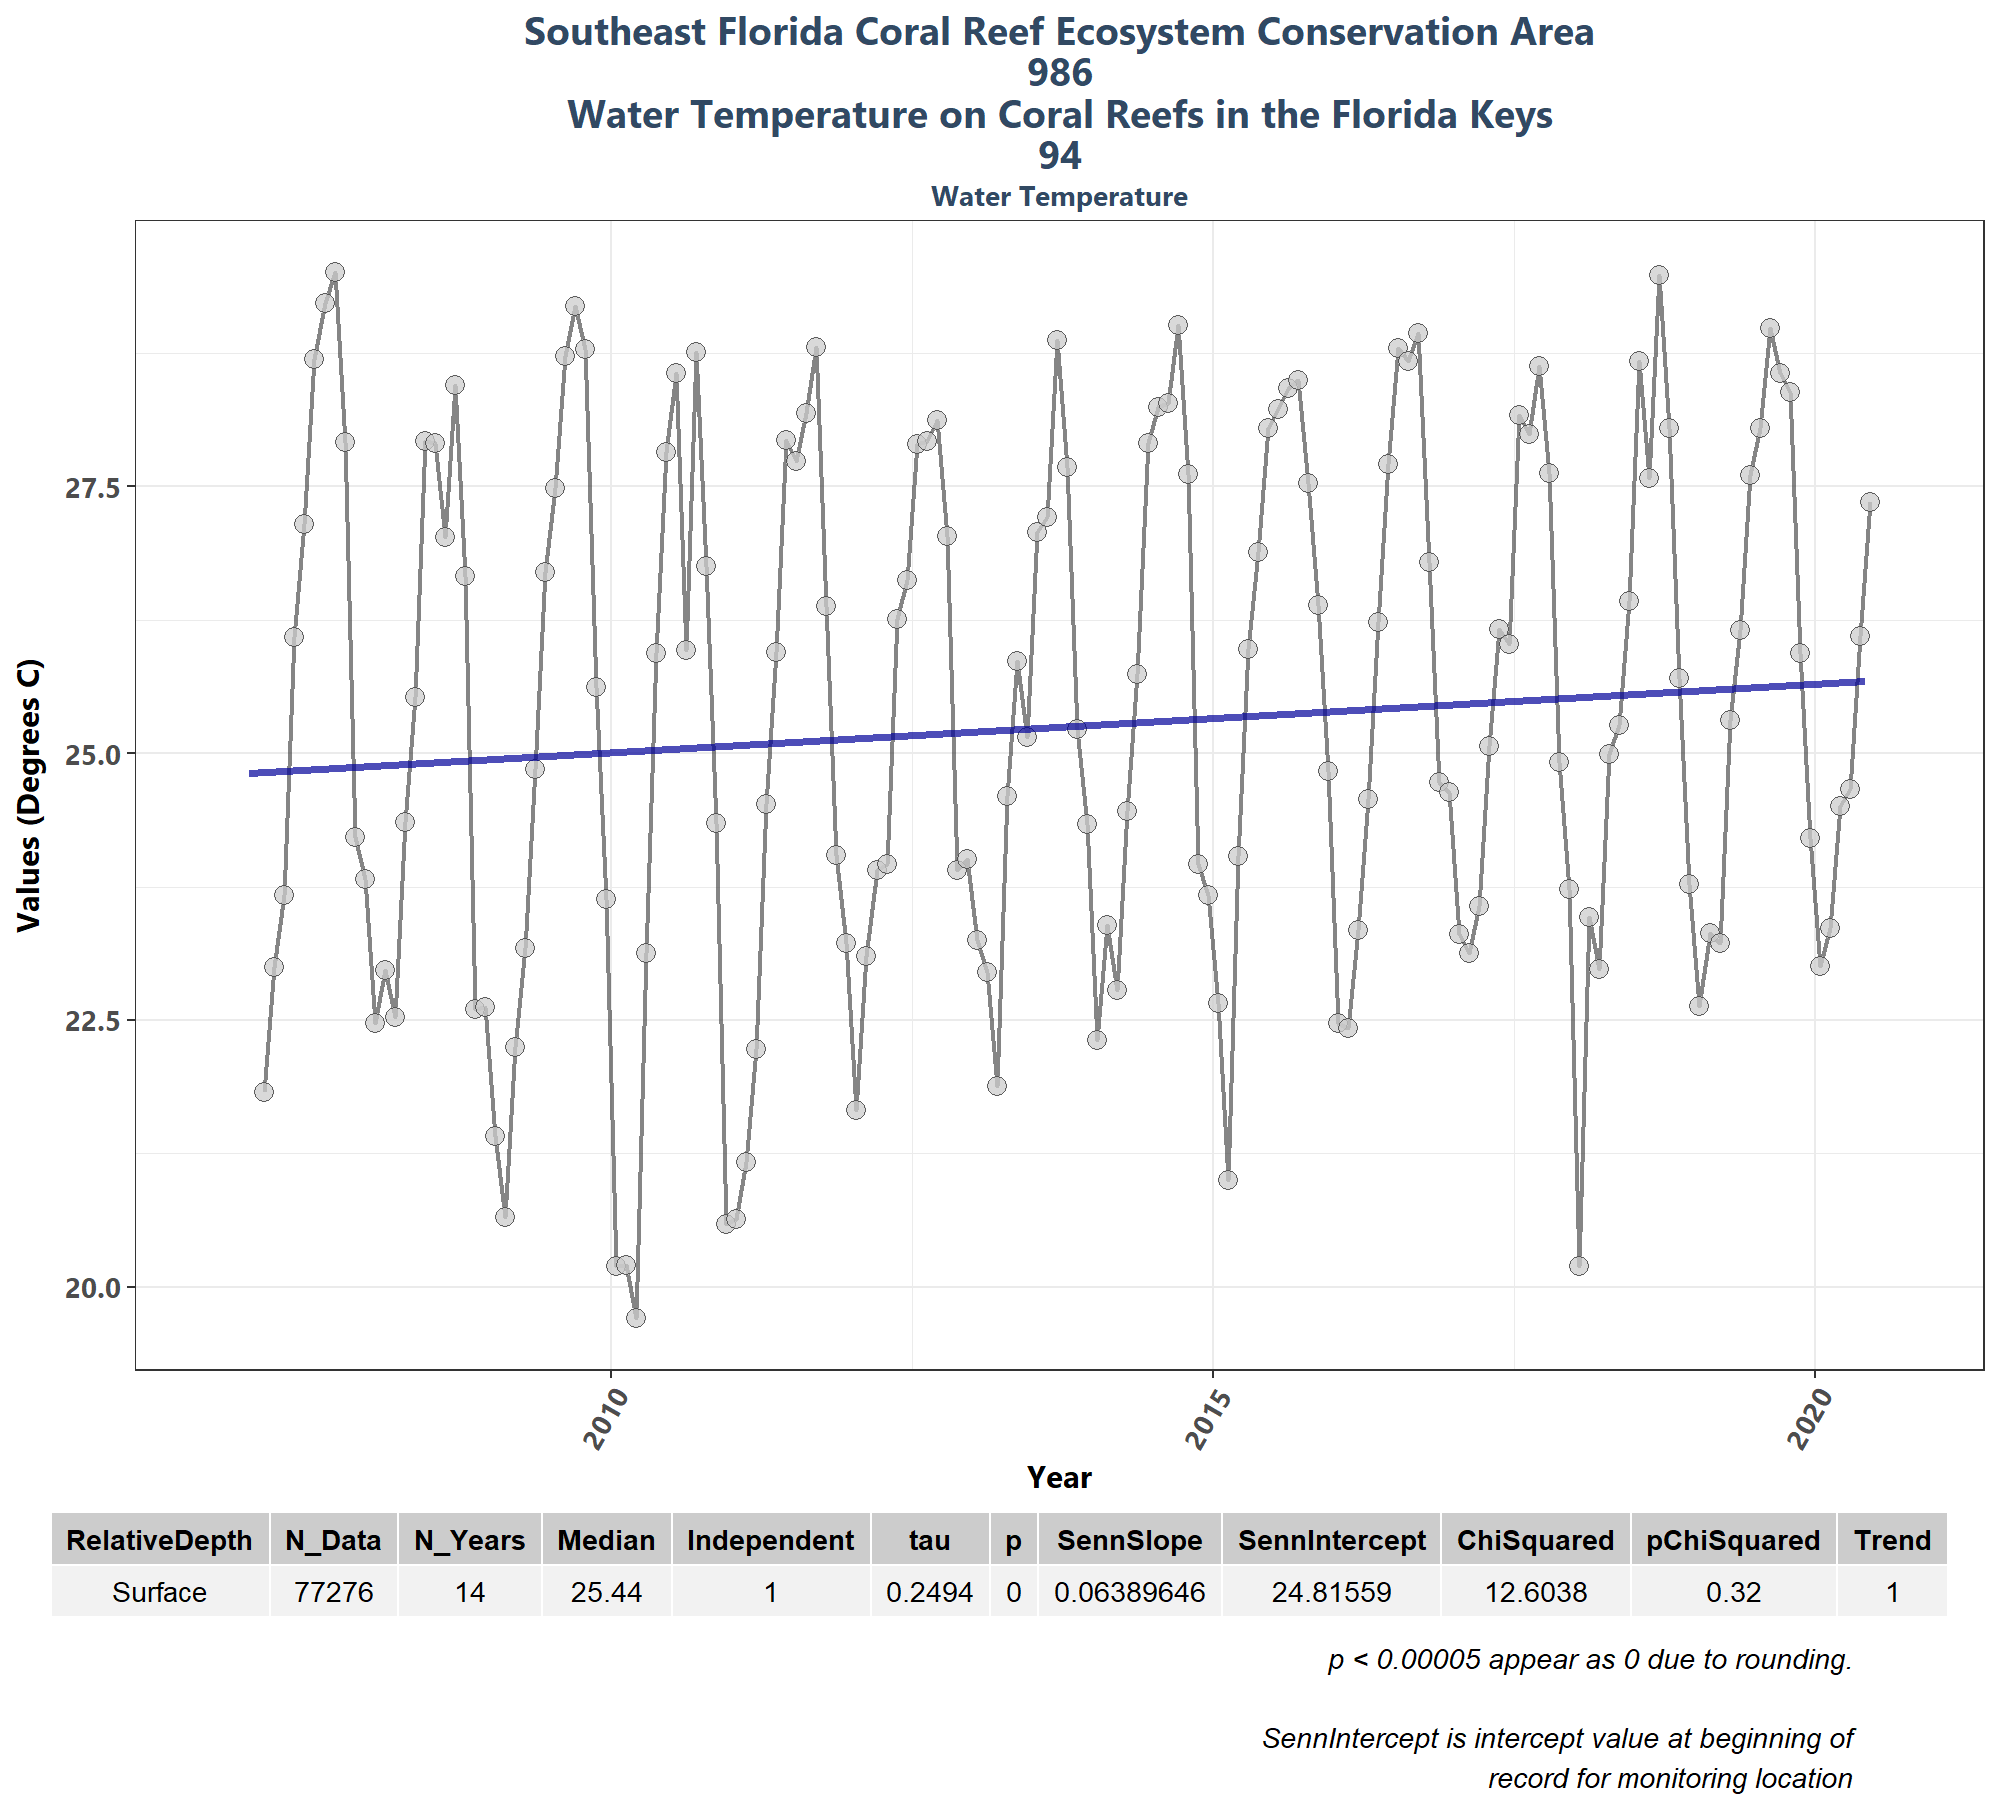 Southeast Florida Coral Reef Ecosystem Conservation Area
986
Water Temperature on Coral Reefs in the Florida Keys
94
Water Temperature
Values (Degrees C)
27.5
25.0
22.5
20.0
2010
2015
2020
Year
RelativeDepth N_Data N_Years Median Independent tau p SennSlope SennIntercept ChiSquared pChiSquared Trend
Surface 77276 14 25.44 1 0.2494 0 0.06389646 24.81559 12.6038 0.32 1
p < 0.00005 appear as 0 due to rounding.
SennIntercept is intercept value at beginning of
record for monitoring location